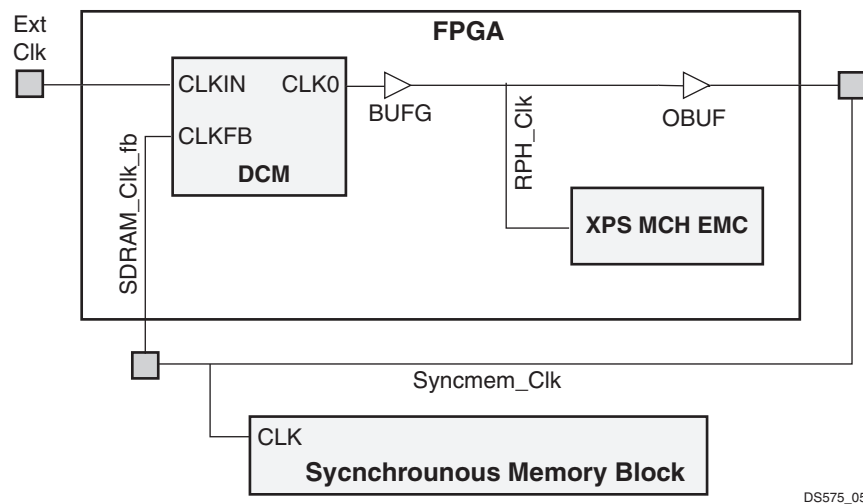 Ext
Clk
FPGA
CLKIN
CLK0
BUFG
OBUF
CLKFB
DCM
SDRAM_Clk_fb
RPH_Clk
XPS MCH EMC
Syncmem_Clk
CLK
Sycnchrounous Memory Block
DS575_05